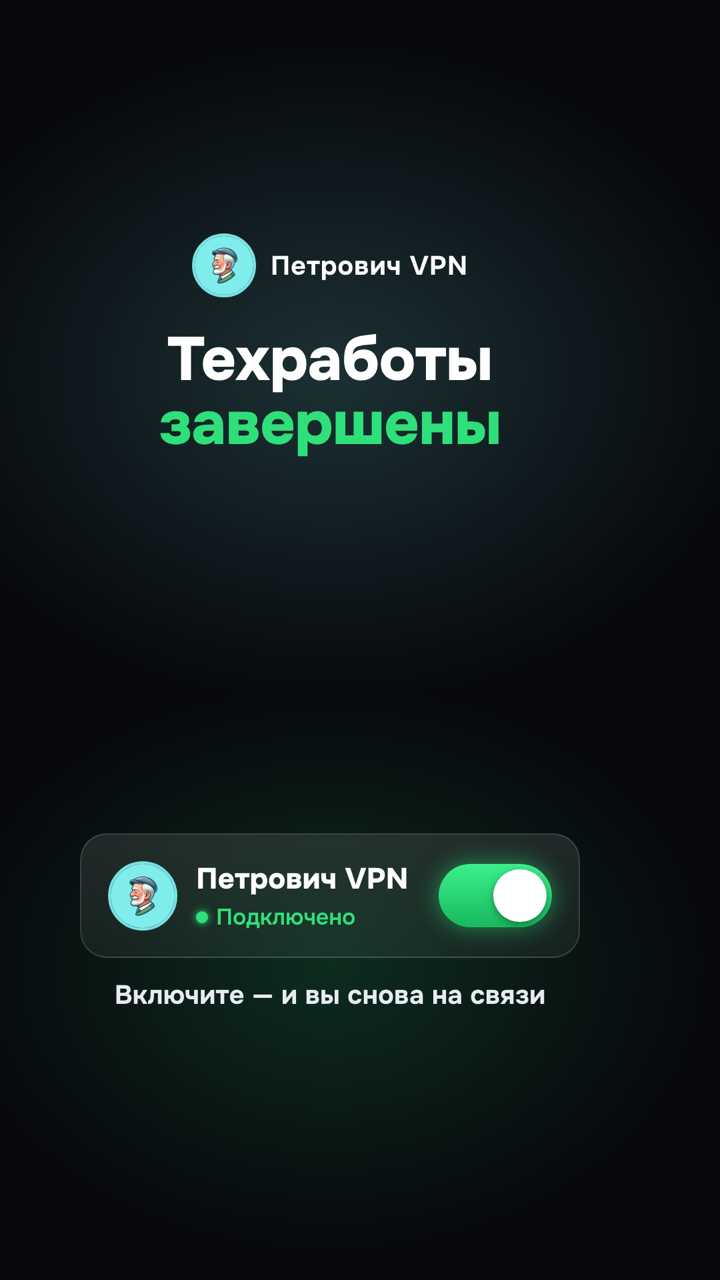 Петрович VPN
Техработы
завершены
Петрович VPN
Подключено
Включите — и вы снова на связи